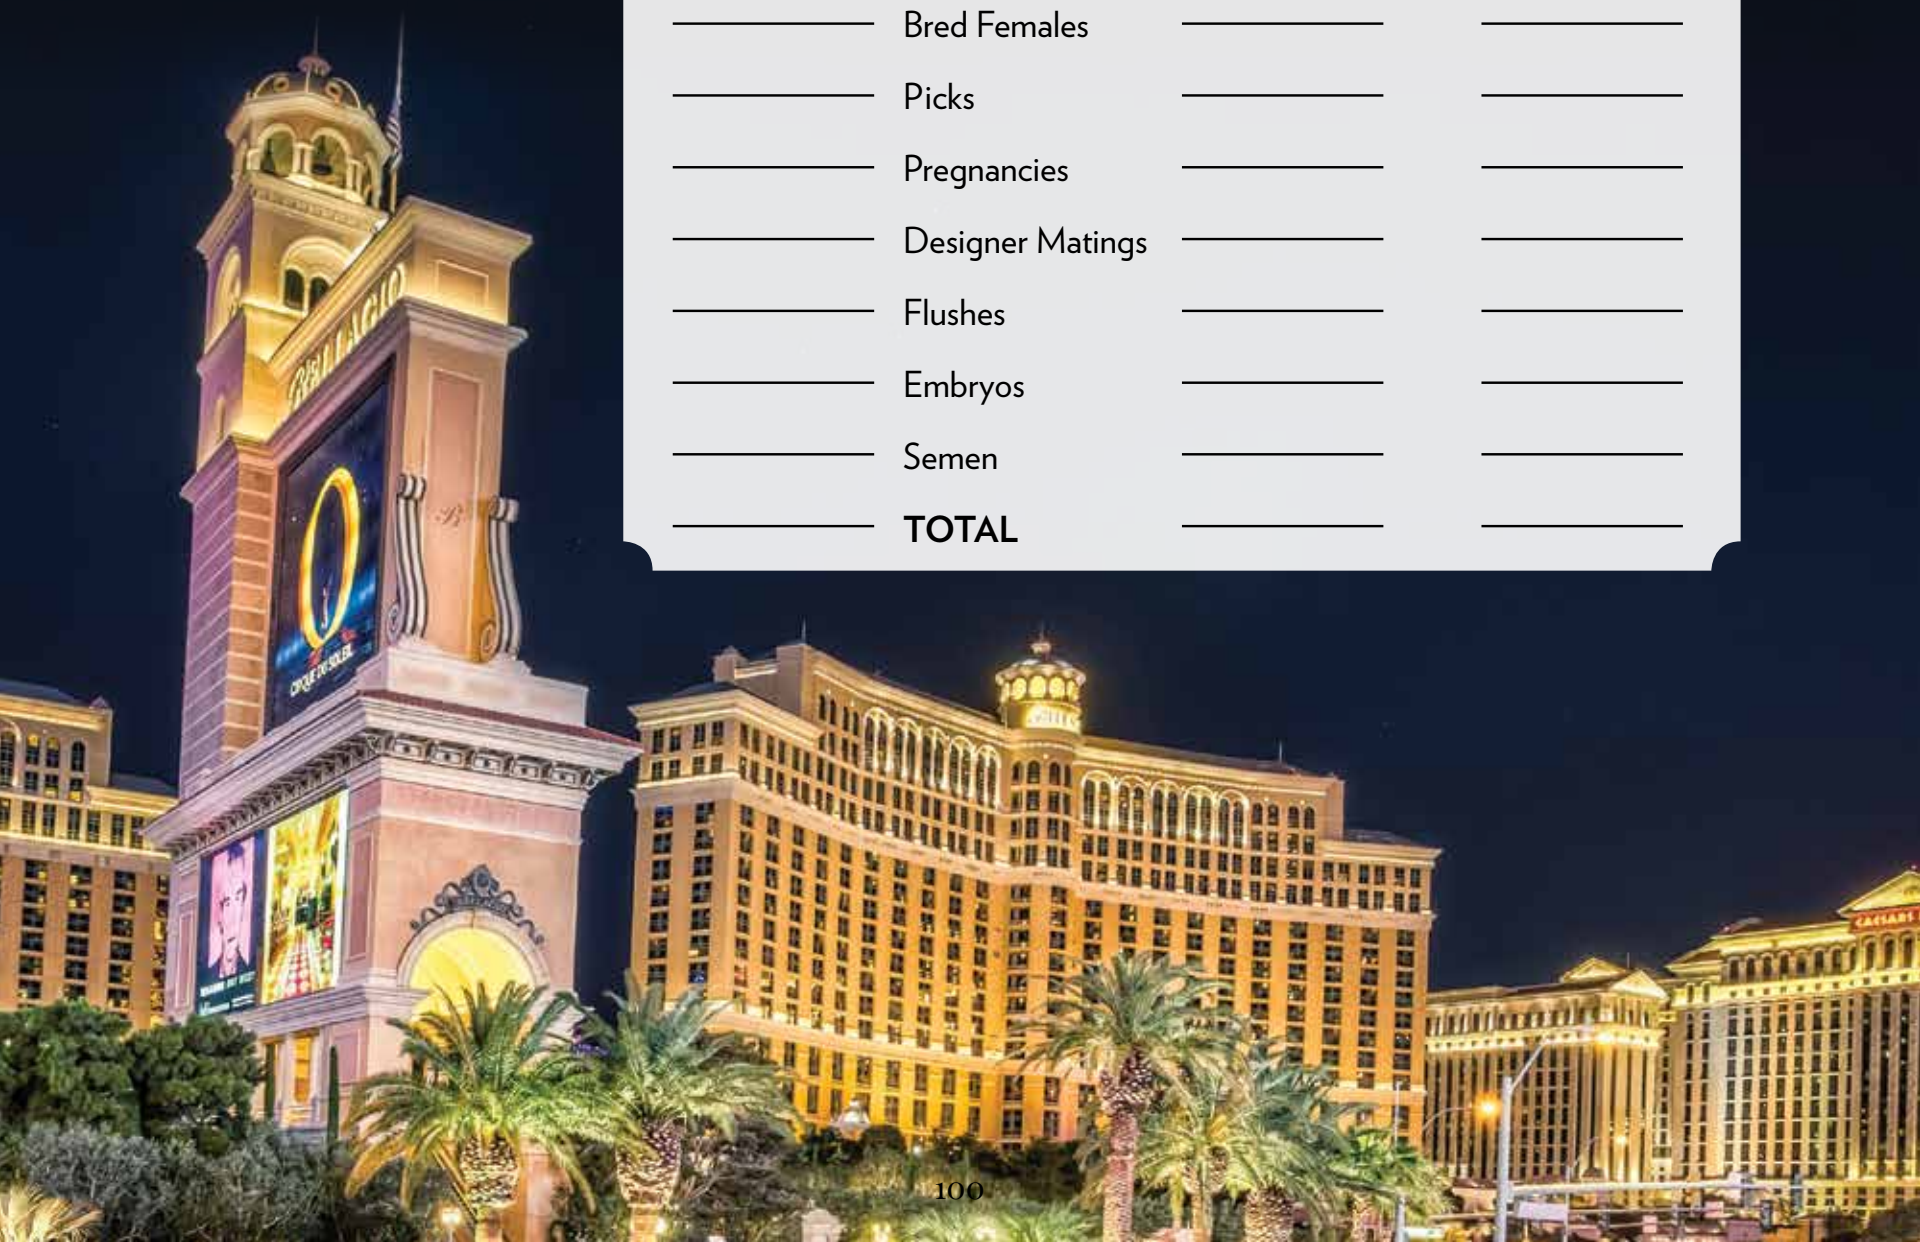 Bred Females
Picks
Pregnancies
Designer Matings
Flushes
Embryos
Semen
TOTAL
BELLAGIO
O
CIRQUE DU SOLEIL
B
CAESARS
100